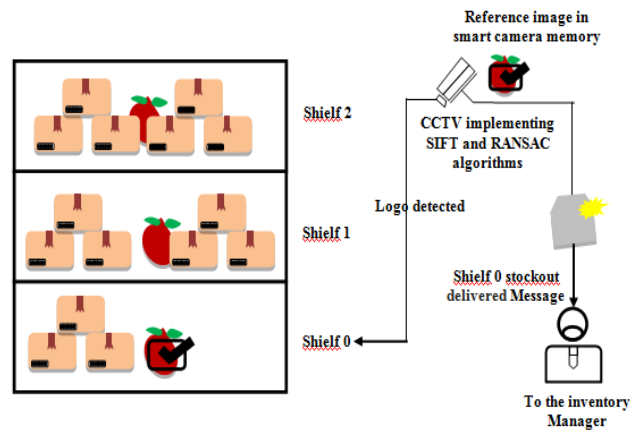 Reference image in
smart camera memory
Shielf 2
CCTV implementing
SIFT and RANSAC
algorithms
Logo detected
Shielf 1
Shielf 0 stockout
delivered Message
Shielf 0
To the inventory
Manager